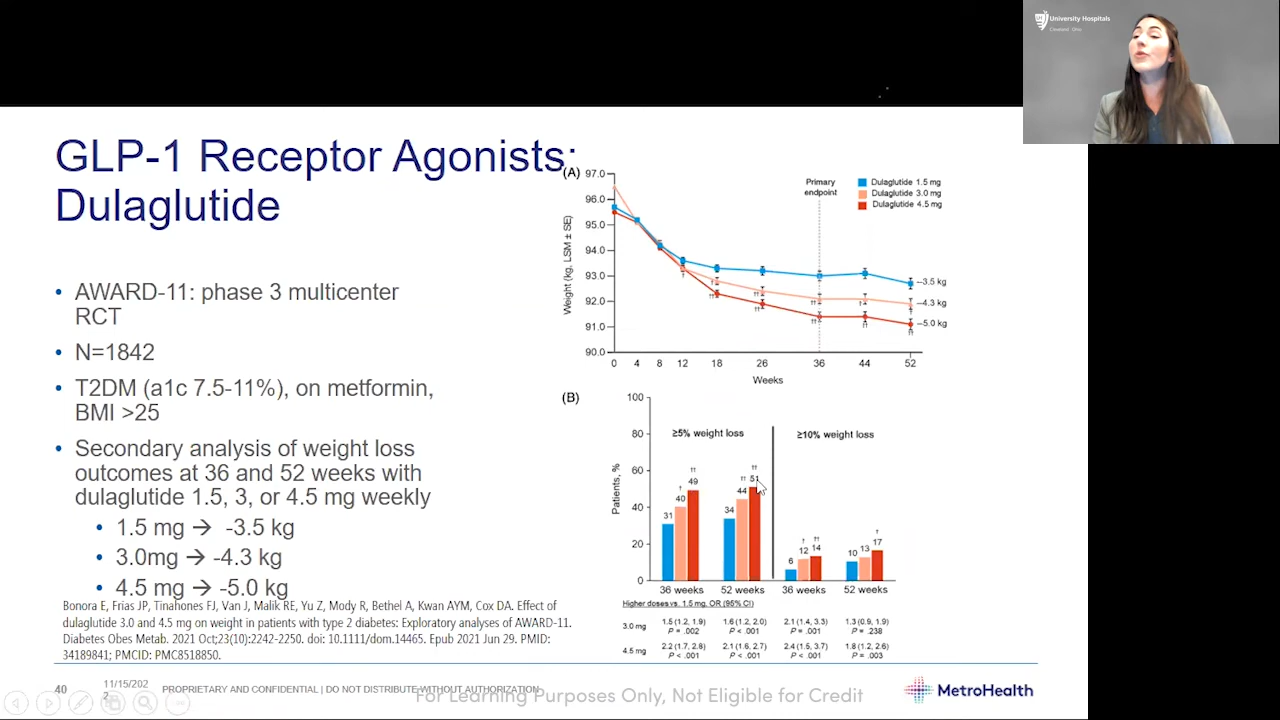 University Hospitals
Cleveland, Ohio
GLP-1 Receptor Agonists:
Dulaglutide
• AWARD-11: phase 3 multicenter
RCT
• N=1842
• T2DM (a1c 7.5-11%), on metformin,
BMI >25
• Secondary analysis of weight loss
outcomes at 36 and 52 weeks with
dulaglutide 1.5, 3, or 4.5 mg weekly
• 1.5 mg → -3.5 kg
• 3.0mg → -4.3 kg
• 4.5 mg → -5.0 kg
Bonora E, Frias JP, Tinahones FJ, Van J, Malik RE, Yu Z, Mody R, Bethel A, Kwan AYM, Cox DA. Effect of
dulaglutide 3.0 and 4.5 mg on weight in patients with type 2 diabetes: Exploratory analyses of AWARD-11.
Diabetes Obes Metab. 2021 Oct;23(10):2242-2250. doi: 10.1111/dom.14465. Epub 2021 Jun 29. PMID:
34189841; PMCID: PMC8518850.
(A)
Weight (kg, LSM ± SE)
97.0
96.0
95.0
94.0
93.0
92.0
91.0
90.0
Primary
endpoint
Dulaglutide 1.5 mg
Dulaglutide 3.0 mg
Dulaglutide 4.5 mg
–3.5 kg
–4.3 kg
–5.0 kg
0 4 8 12 18 26 36 44 52
Weeks
(B)
Patients, %
100
80
60
40
20
0
≥5% weight loss
≥10% weight loss
31 † 40 †† 49
34 †† 44 †† 51
6 † 12 †† 14
10 13 † 17
36 weeks 52 weeks 36 weeks 52 weeks
Higher doses vs. 1.5 mg, OR (95% CI)
3.0 mg 1.5 (1.2, 1.9) 1.6 (1.2, 2.0) 2.1 (1.4, 3.3) 1.3 (0.9, 1.9)
P = .002 P < .001 P = .001 P = .238
4.5 mg 2.2 (1.7, 2.8) 2.1 (1.6, 2.7) 2.4 (1.5, 3.7) 1.8 (1.2, 2.6)
P < .001 P < .001 P < .001 P = .003
40
11/15/202
2
PROPRIETARY AND CONFIDENTIAL | DO NOT DISTRIBUTE WITHOUT AUTHORIZATION
For Learning Purposes Only, Not Eligible for Credit
MetroHealth